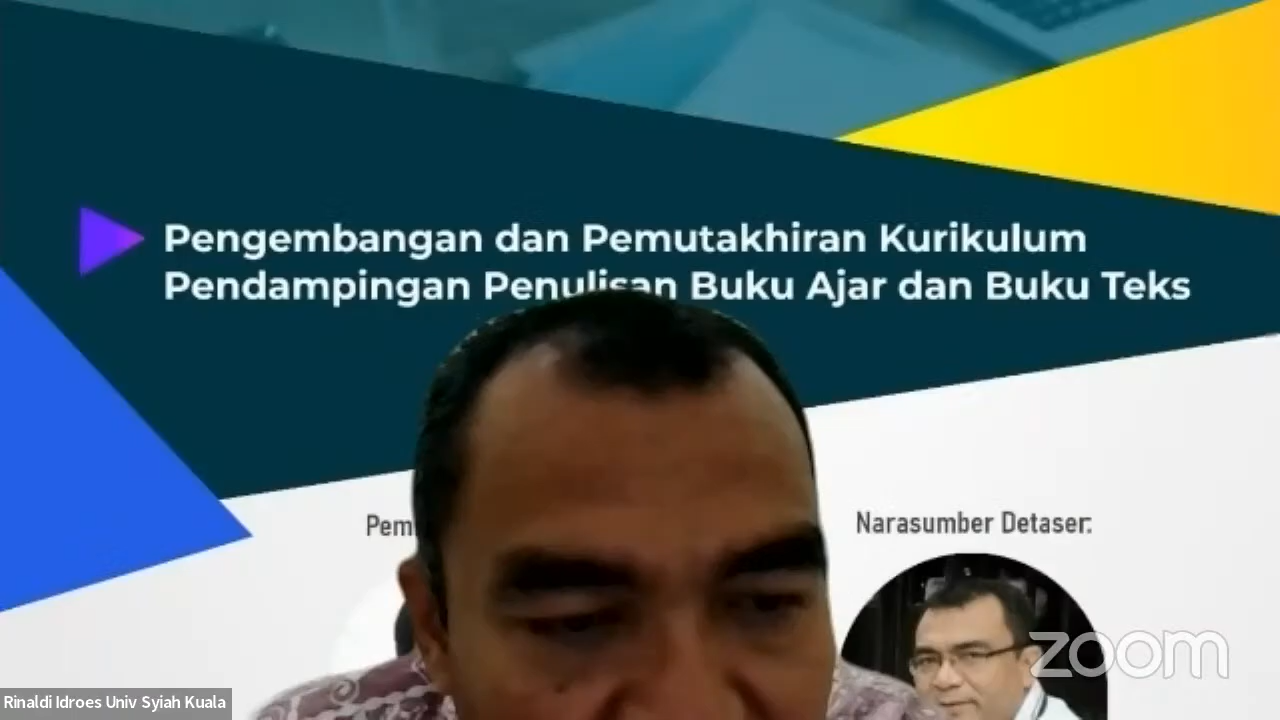 Pengembangan dan Pemutakhiran Kurikulum
Pendampingan Penulisan Buku Ajar dan Buku Teks
Narasumber Detaser:
zoom
Rinaldi Idroes Univ Syiah Kuala